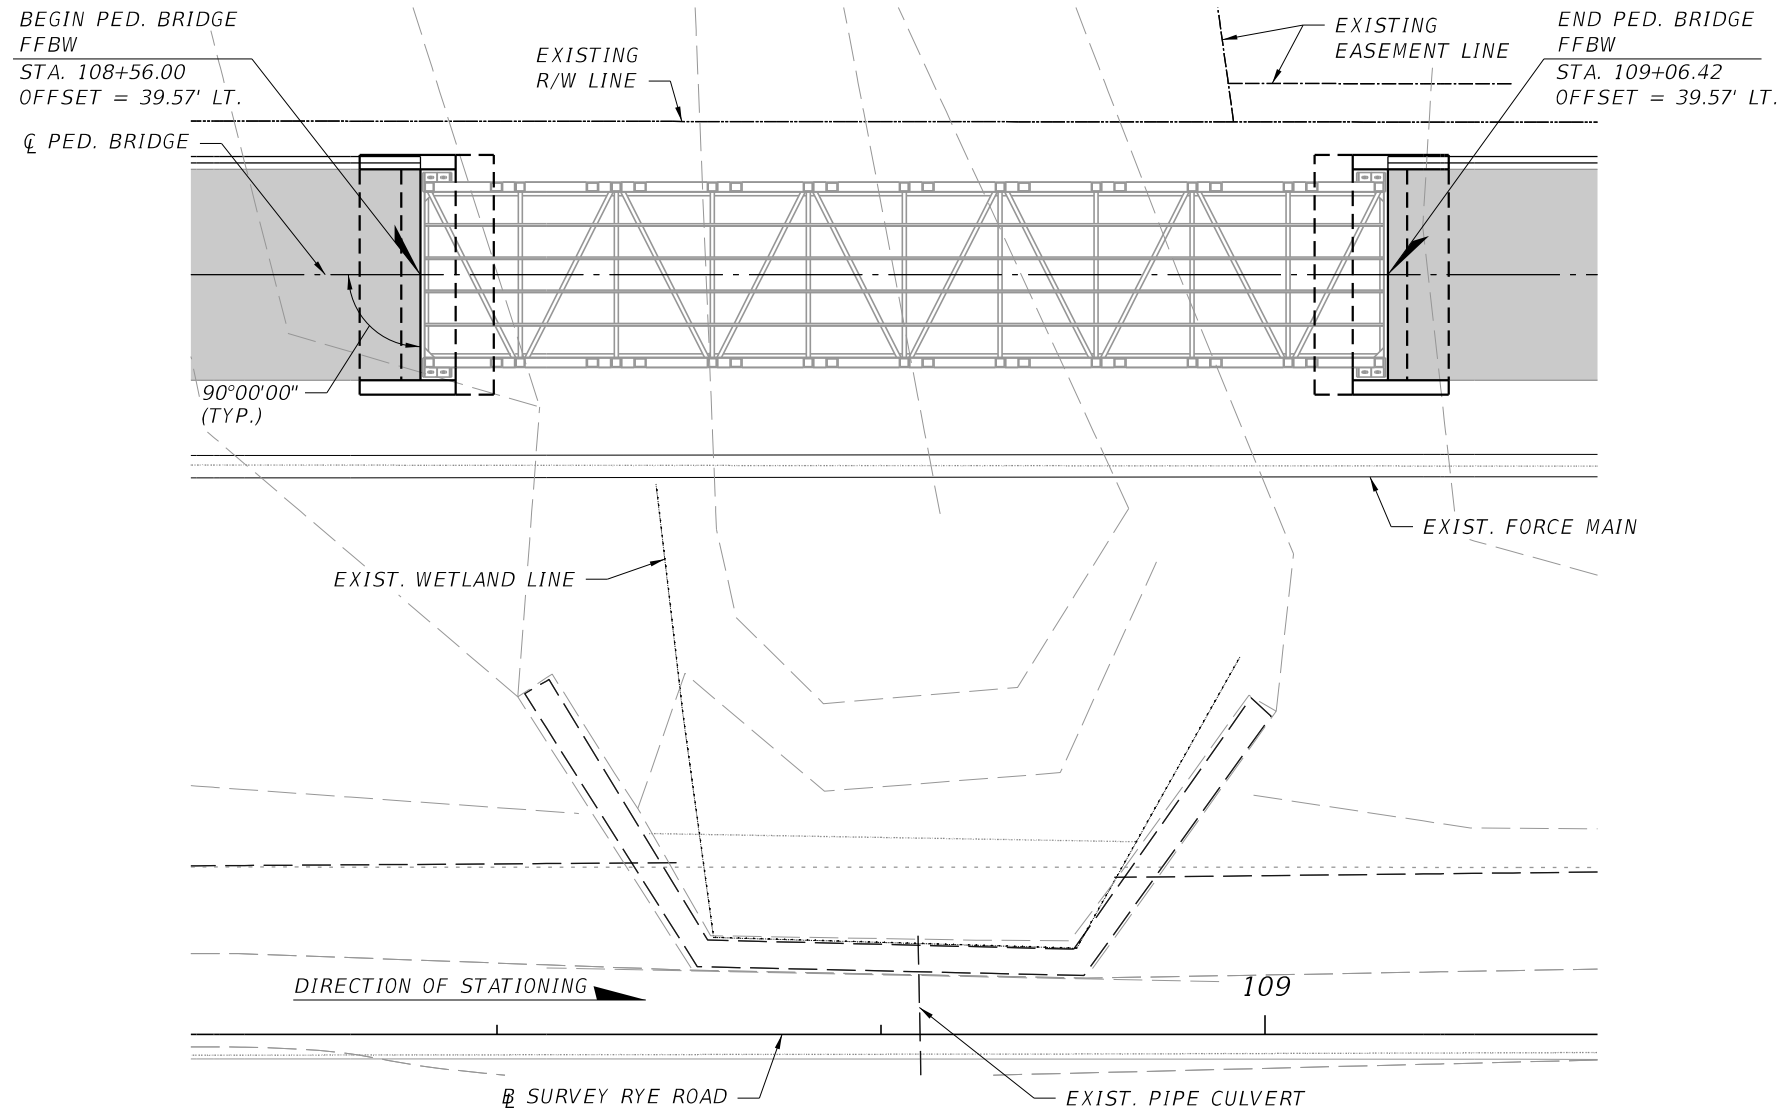 BEGIN PED. BRIDGE
FFBW
STA. 108+56.00
OFFSET = 39.57' LT.
℄ PED. BRIDGE
EXISTING
R/W LINE
EXISTING
EASEMENT LINE
END PED. BRIDGE
FFBW
STA. 109+06.42
OFFSET = 39.57' LT.
90°00'00"
(TYP.)
EXIST. FORCE MAIN
EXIST. WETLAND LINE
DIRECTION OF STATIONING
109
BL SURVEY RYE ROAD
EXIST. PIPE CULVERT